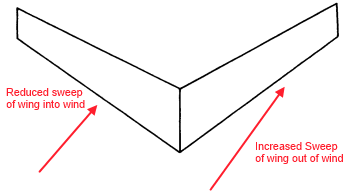 Reduced sweep
of wing into wind
Increased Sweep
of wing out of wind